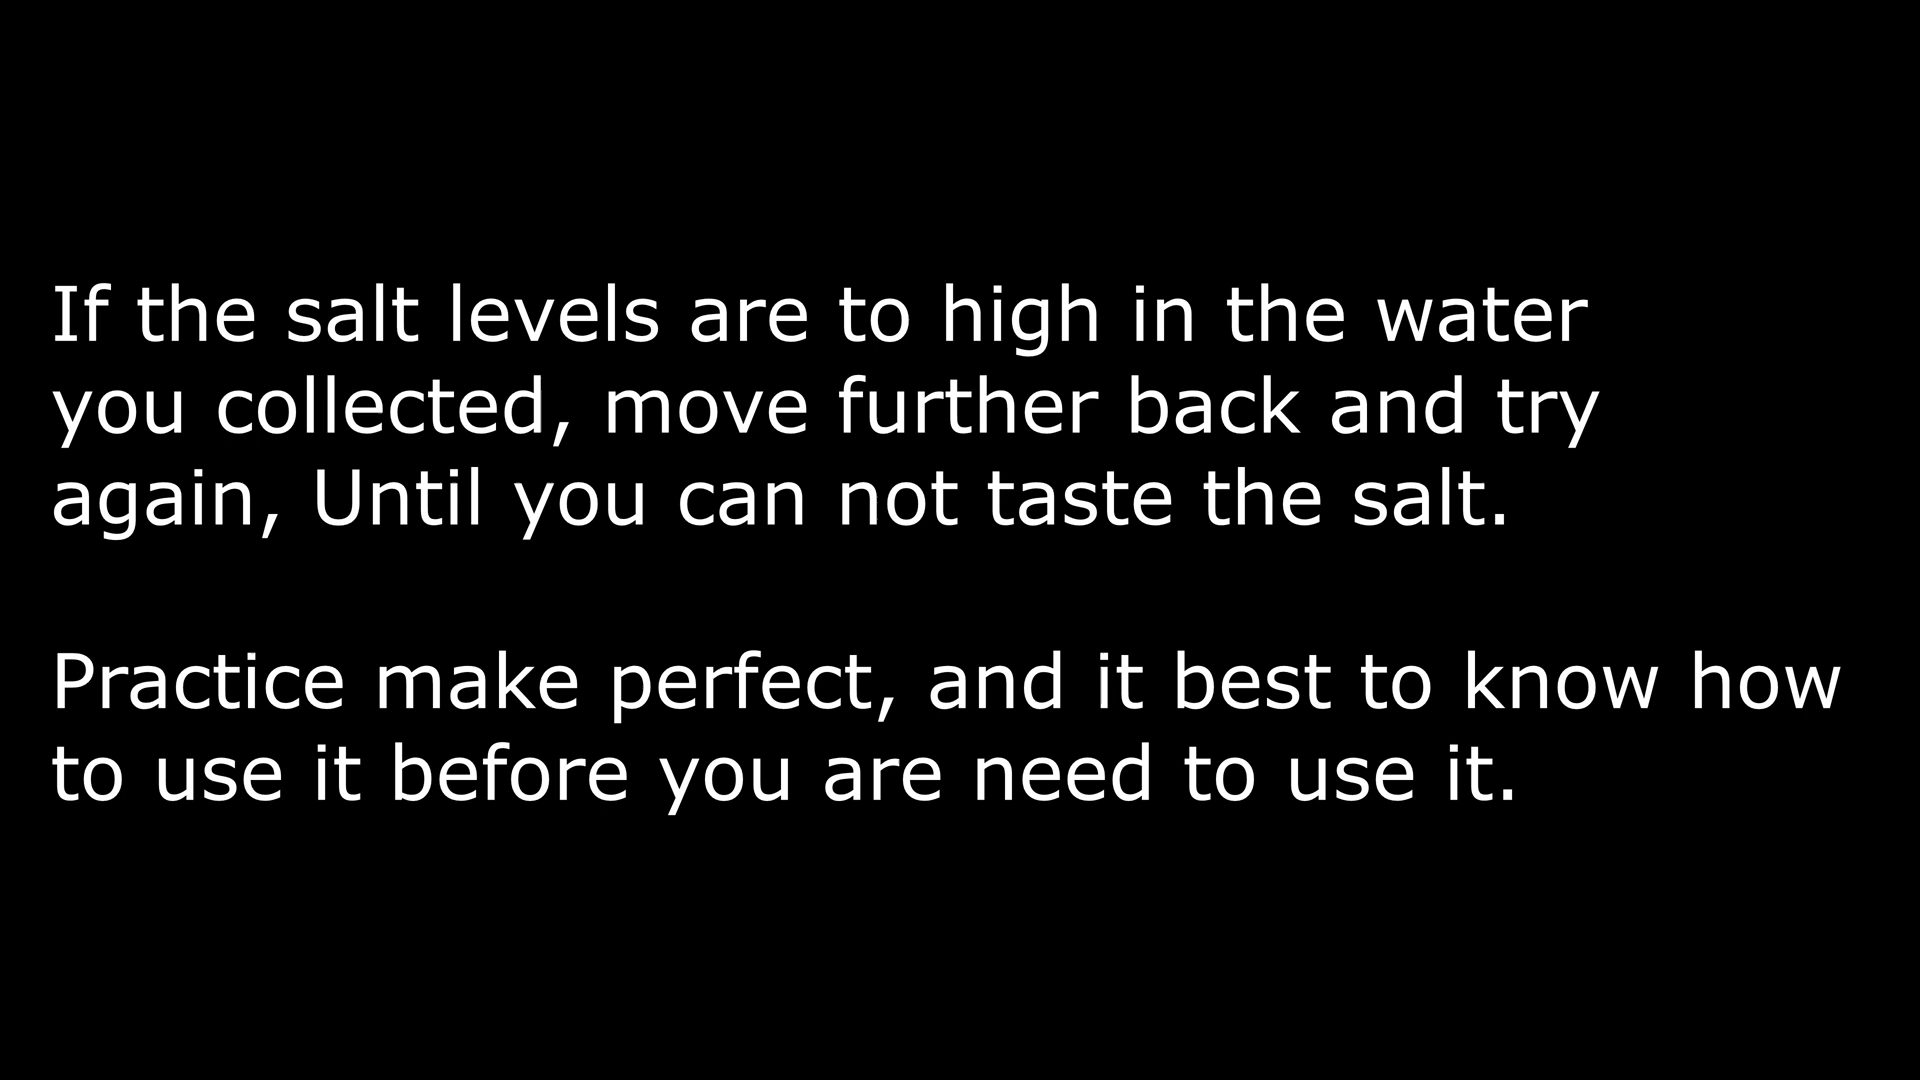 If the salt levels are to high in the water
you collected, move further back and try
again, Until you can not taste the salt.
Practice make perfect, and it best to know how
to use it before you are need to use it.